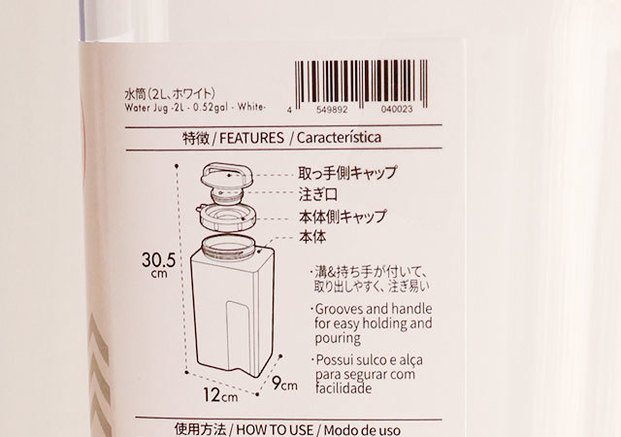 水筒(2L、ホワイト)
Water Jug -2L - 0.52gal - White-
4 549892 040023
特徴 / FEATURES / Característica
取っ手側キャップ
注ぎ口
本体側キャップ
本体
30.5
cm
・溝&持ち手が付いて、
取り出しやすく、注ぎ易い
・Grooves and handle
for easy holding and
pouring
・Possui sulco e alça
para segurar com
facilidade
9cm
12cm
使用方法 / HOW TO USE / Modo de uso